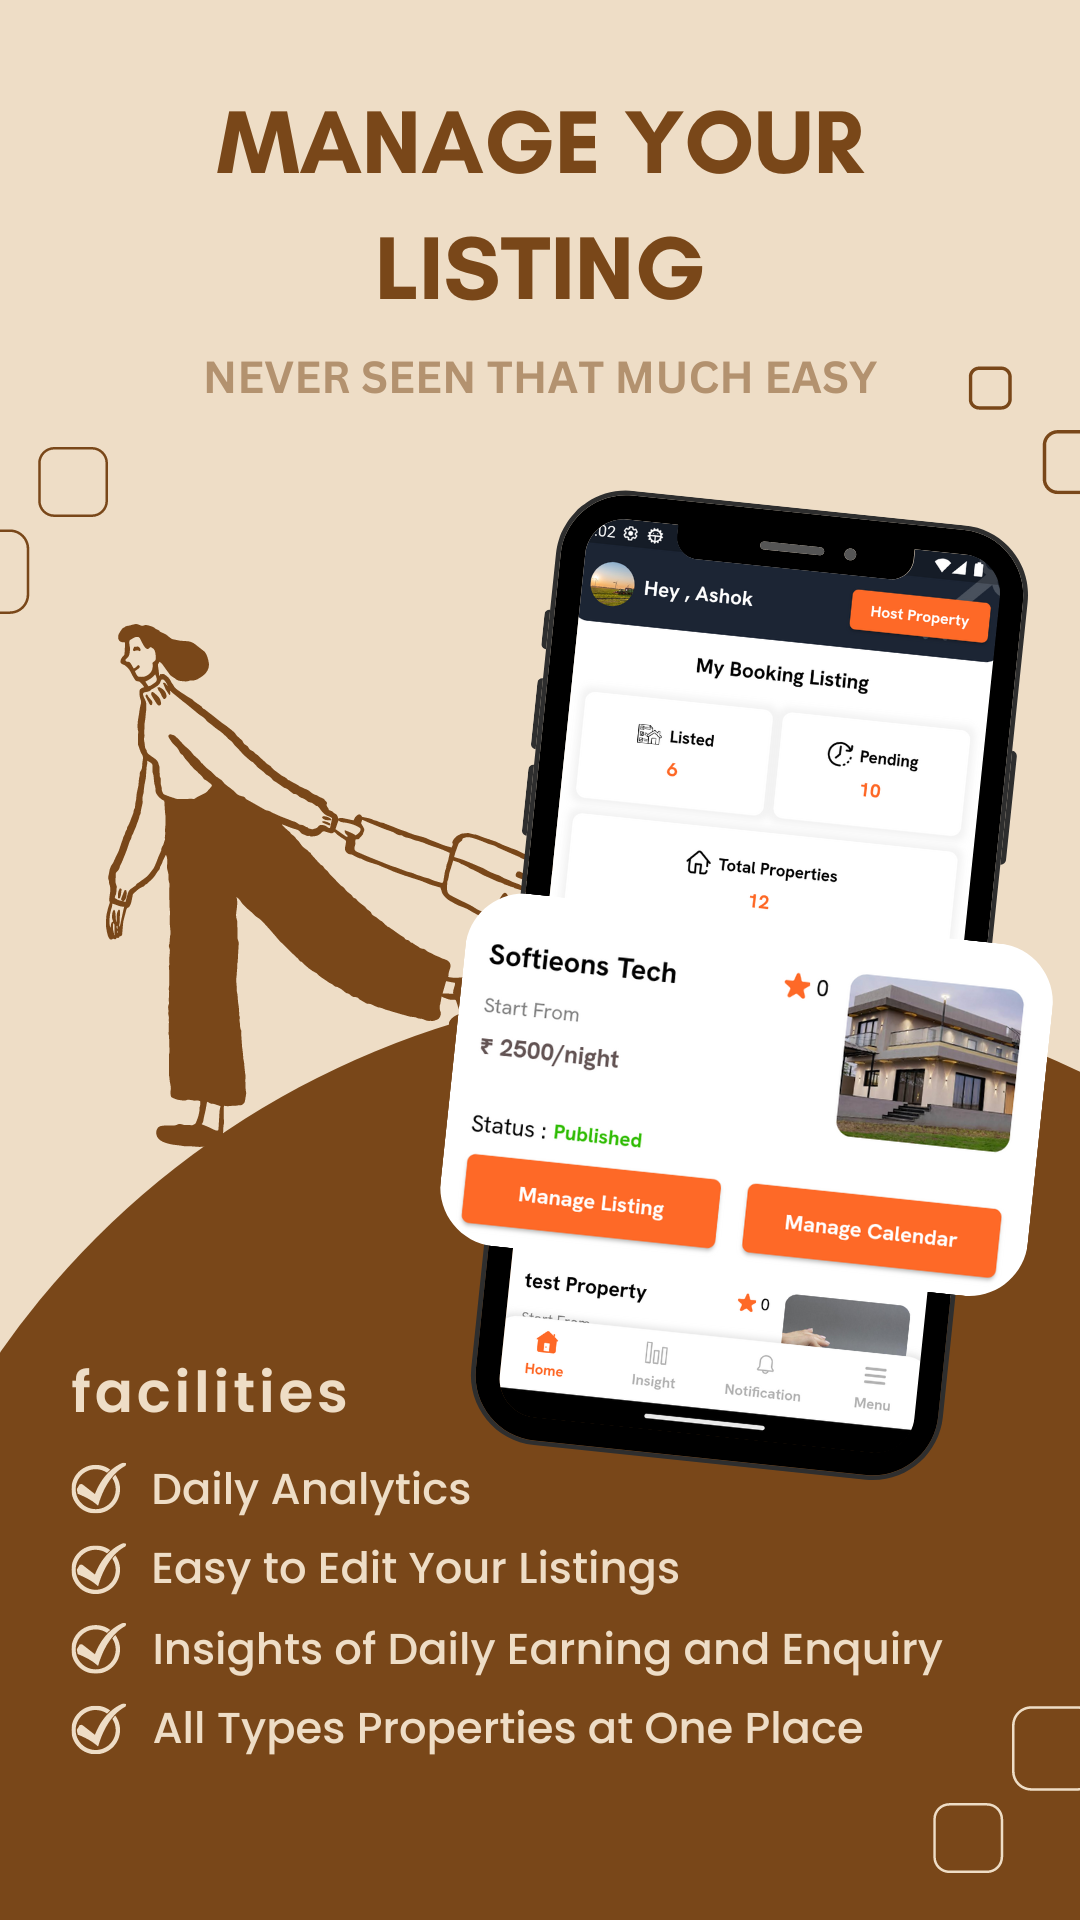 MANAGE YOUR
LISTING
NEVER SEEN THAT MUCH EASY
:02
Hey , Ashok
Host Property
My Booking Listing
Listed
6
Pending
10
Total Properties
12
Softieons Tech
0
Start From
₹ 2500/night
Status : Published
Manage Listing
Manage Calendar
test Property
0
Start From
Home
Insight
Notification
Menu
facilities
Daily Analytics
Easy to Edit Your Listings
Insights of Daily Earning and Enquiry
All Types Properties at One Place